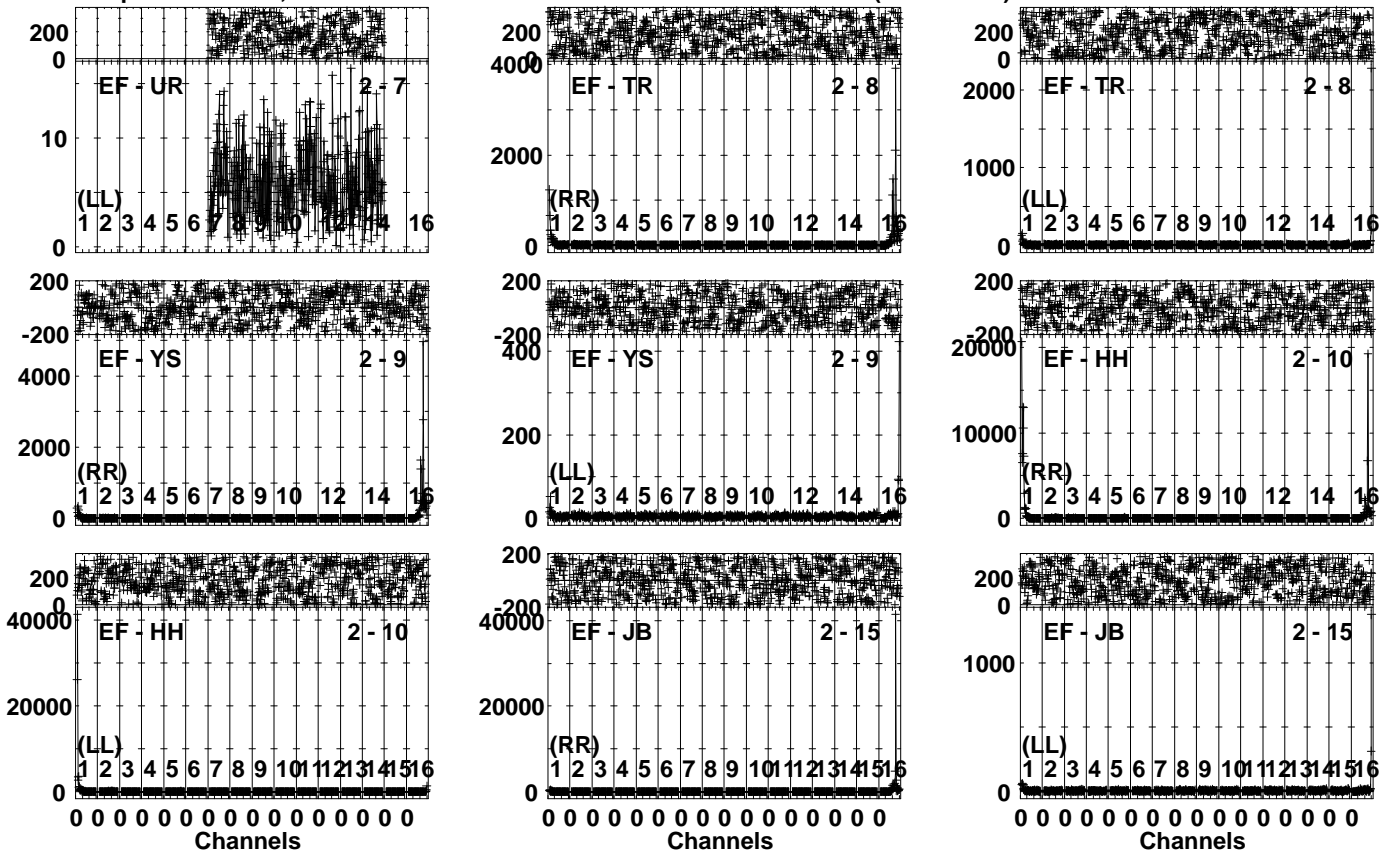 200 200 200
0 0 0
EF - UR 2 - 7 4000 EF - TR 2 - 8 EF - TR 2 - 8
2000
10 2000
1000
(LL) (RR) (LL)
1 2 3 4 5 6 7 8 9 10 12 14 16 1 2 3 4 5 6 7 8 9 10 12 14 16 1 2 3 4 5 6 7 8 9 10 12 14 16
0 0 0
200 200 200
-200 -200 -200
EF - YS 2 - 9 400 EF - YS 2 - 9 20000 EF - HH 2 - 10
4000
2000 200 10000
(RR) (LL) (RR)
1 2 3 4 5 6 7 8 9 10 12 14 16 1 2 3 4 5 6 7 8 9 10 12 14 16 1 2 3 4 5 6 7 8 9 10 12 14 16
0 0 0
200 200 200
0 -200 0
40000 EF - HH 2 - 10 40000 EF - JB 2 - 15 EF - JB 2 - 15
1000
20000 20000
(LL) (RR) (LL)
1 2 3 4 5 6 7 8 9 10 11 12 13 14 15 16 1 2 3 4 5 6 7 8 9 10 11 12 13 14 15 16 1 2 3 4 5 6 7 8 9 10 11 12 13 14 15 16
0 0 0
0 0 0 0 0 0 0 0 0 0 0 0 0 0 0 0 0 0 0 0 0 0 0 0 0 0 0 0 0 0 0 0 0 0 0 0 0 0 0 0 0 0 0 0 0 0 0 0
Channels Channels Channels